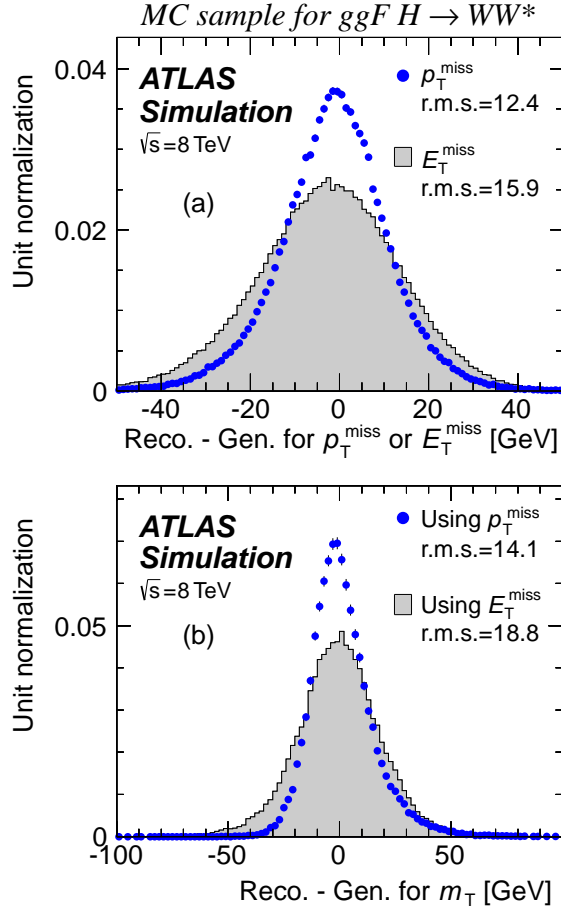 MC sample for ggF H → WW*
Unit normalization
0.04
0.02
0
ATLAS
Simulation
√s = 8 TeV
(a)
p_T^miss
r.m.s.=12.4
E_T^miss
r.m.s.=15.9
-40 -20 0 20 40
Reco. - Gen. for p_T^miss or E_T^miss [GeV]
Unit normalization
0.05
0
ATLAS
Simulation
√s = 8 TeV
(b)
Using p_T^miss
r.m.s.=14.1
Using E_T^miss
r.m.s.=18.8
-100 -50 0 50
Reco. - Gen. for m_T [GeV]